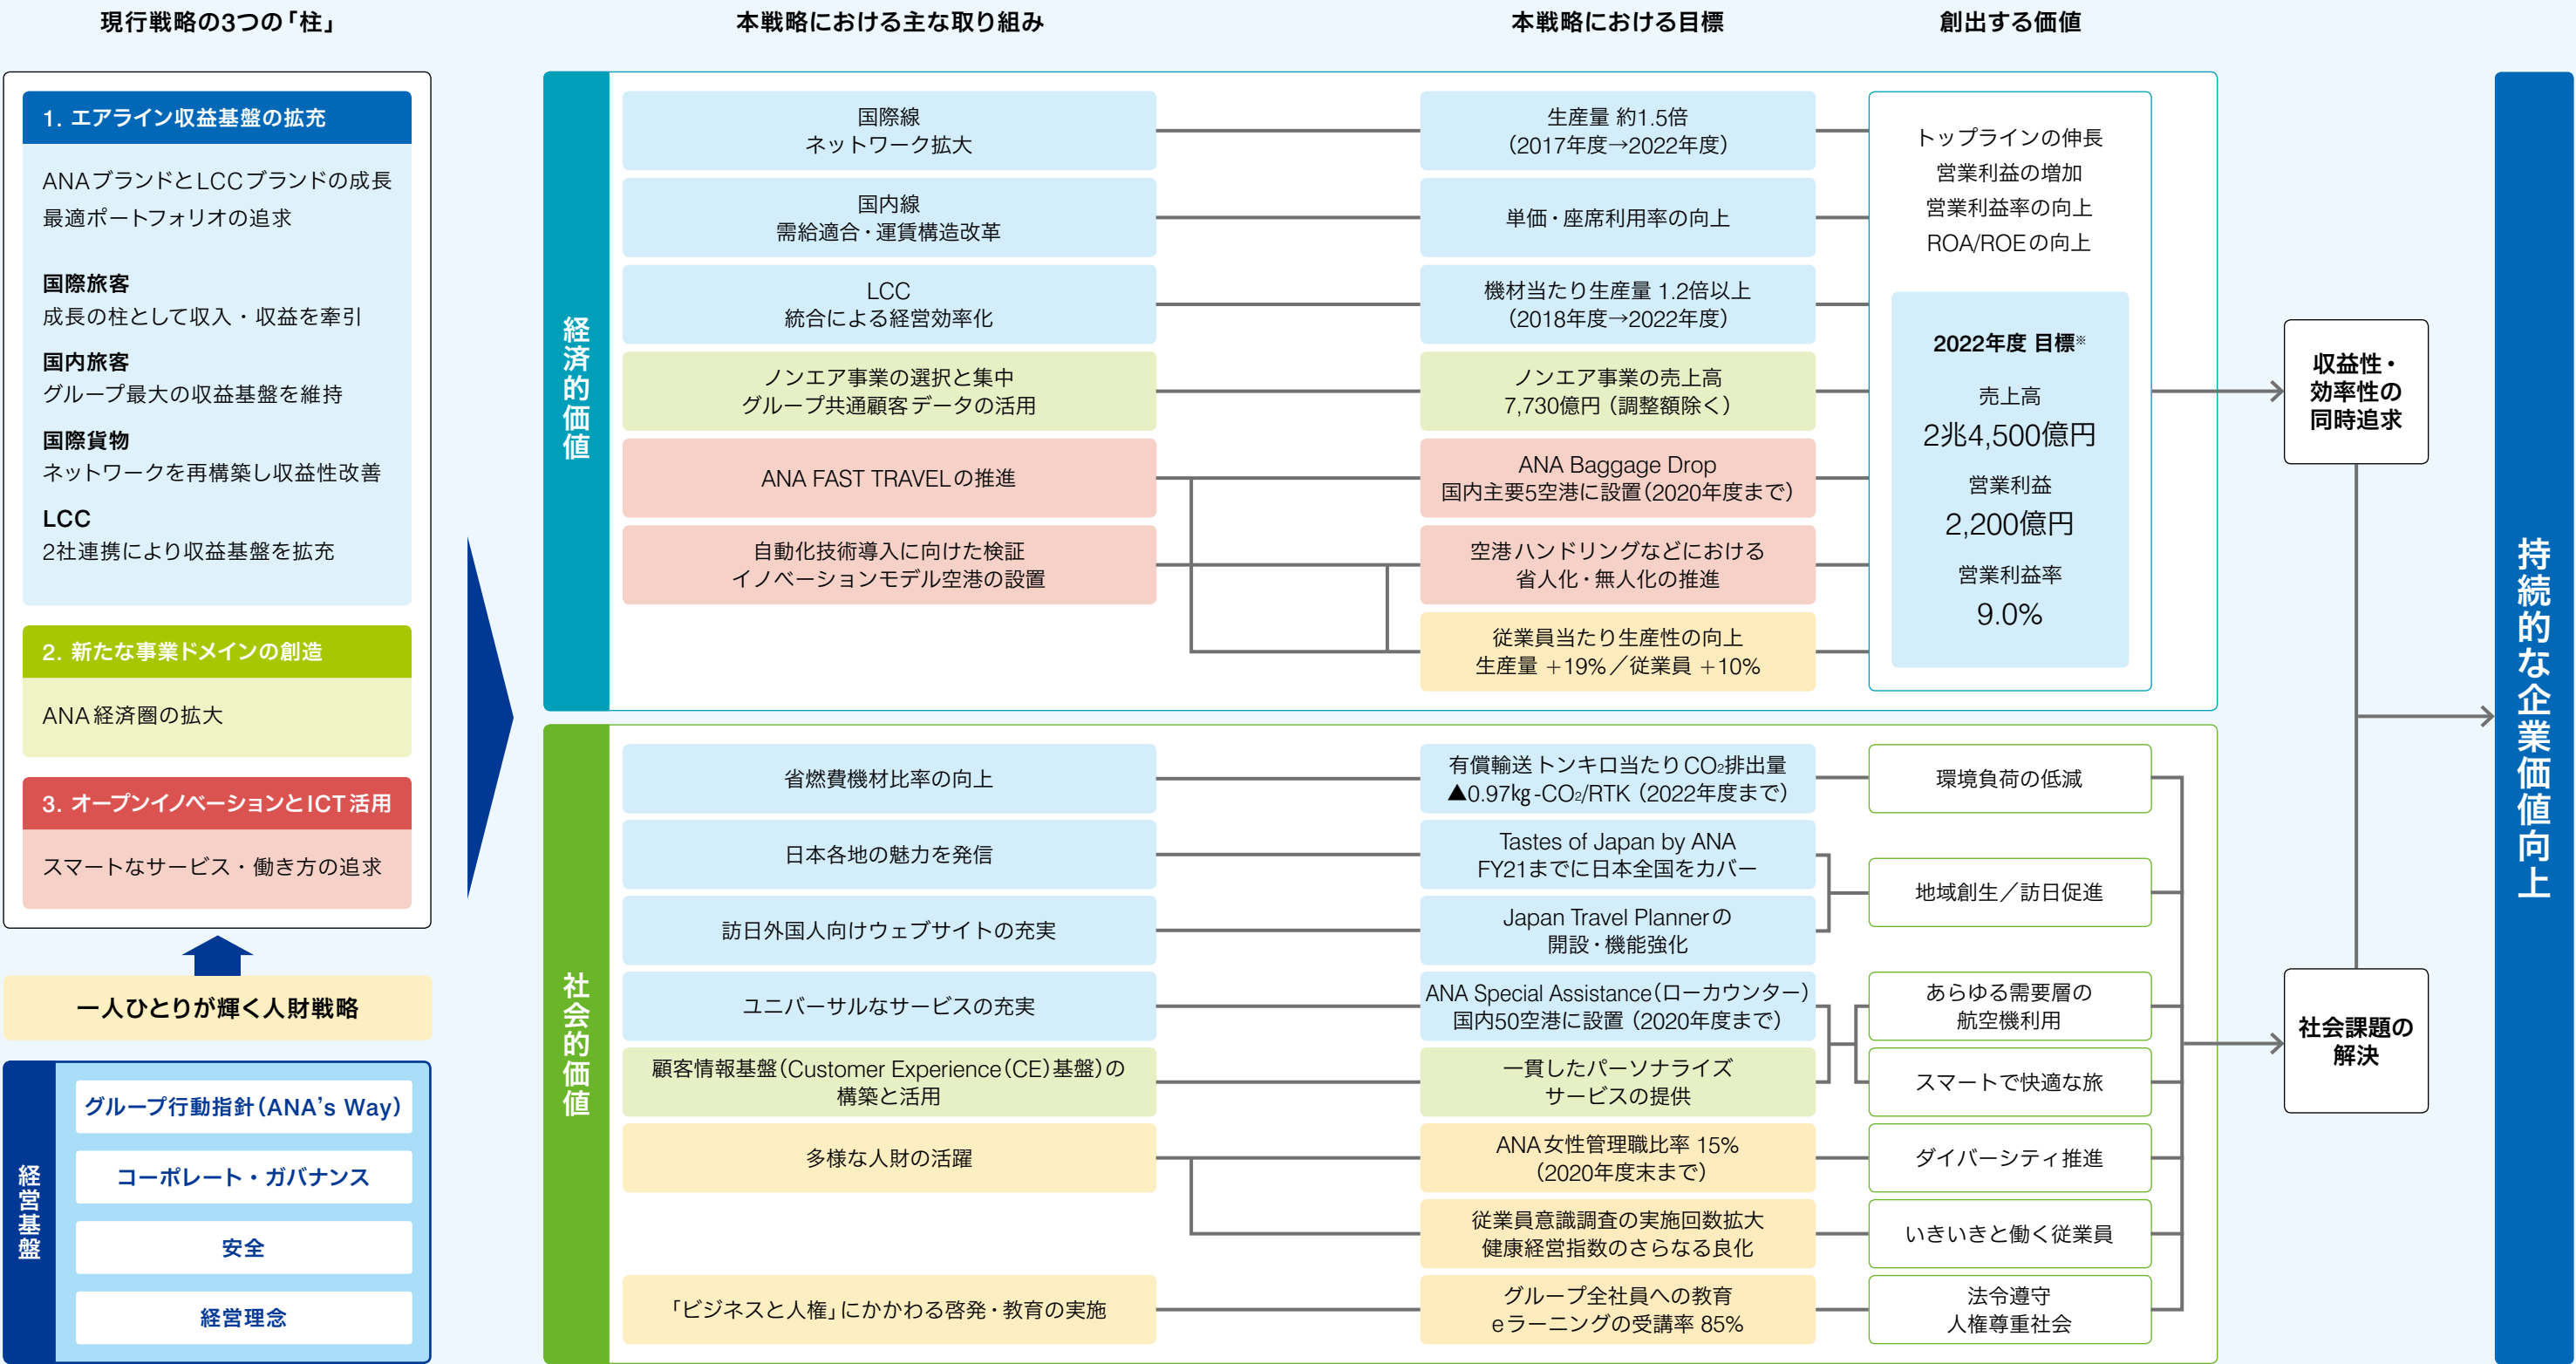 現行戦略の3つの「柱」
本戦略における主な取り組み
本戦略における目標
創出する価値
1. エアライン収益基盤の拡充
ANAブランドとLCCブランドの成長
最適ポートフォリオの追求
国際旅客
成長の柱として収入・収益を牽引
国内旅客
グループ最大の収益基盤を維持
国際貨物
ネットワークを再構築し収益性改善
LCC
2社連携により収益基盤を拡充
2. 新たな事業ドメインの創造
ANA経済圏の拡大
3. オープンイノベーションとICT活用
スマートなサービス・働き方の追求
一人ひとりが輝く人財戦略
経営基盤
グループ行動指針(ANA's Way)
コーポレート・ガバナンス
安全
経営理念
経済的価値
国際線
ネットワーク拡大
生産量 約1.5倍
(2017年度→2022年度)
国内線
需給適合・運賃構造改革
単価・座席利用率の向上
LCC
統合による経営効率化
機材当たり生産量 1.2倍以上
(2018年度→2022年度)
ノンエア事業の選択と集中
グループ共通顧客データの活用
ノンエア事業の売上高
7,730億円(調整額除く)
ANA FAST TRAVELの推進
ANA Baggage Drop
国内主要5空港に設置(2020年度まで)
自動化技術導入に向けた検証
イノベーションモデル空港の設置
空港ハンドリングなどにおける
省人化・無人化の推進
従業員当たり生産性の向上
生産量 +19%/従業員 +10%
トップラインの伸長
営業利益の増加
営業利益率の向上
ROA/ROEの向上
2022年度 目標※
売上高
2兆4,500億円
営業利益
2,200億円
営業利益率
9.0%
社会的価値
省燃費機材比率の向上
有償輸送トンキロ当たりCO₂排出量
▲0.97kg-CO₂/RTK(2022年度まで)
環境負荷の低減
日本各地の魅力を発信
Tastes of Japan by ANA
FY21までに日本全国をカバー
訪日外国人向けウェブサイトの充実
Japan Travel Plannerの
開設・機能強化
地域創生/訪日促進
ユニバーサルなサービスの充実
ANA Special Assistance(ローカウンター)
国内50空港に設置(2020年度まで)
あらゆる需要層の
航空機利用
顧客情報基盤(Customer Experience(CE)基盤)の
構築と活用
一貫したパーソナライズ
サービスの提供
スマートで快適な旅
多様な人財の活躍
ANA女性管理職比率 15%
(2020年度末まで)
ダイバーシティ推進
従業員意識調査の実施回数拡大
健康経営指数のさらなる良化
いきいきと働く従業員
「ビジネスと人権」にかかわる啓発・教育の実施
グループ全社員への教育
eラーニングの受講率 85%
法令遵守
人権尊重社会
収益性・
効率性の
同時追求
社会課題の
解決
持続的な企業価値向上